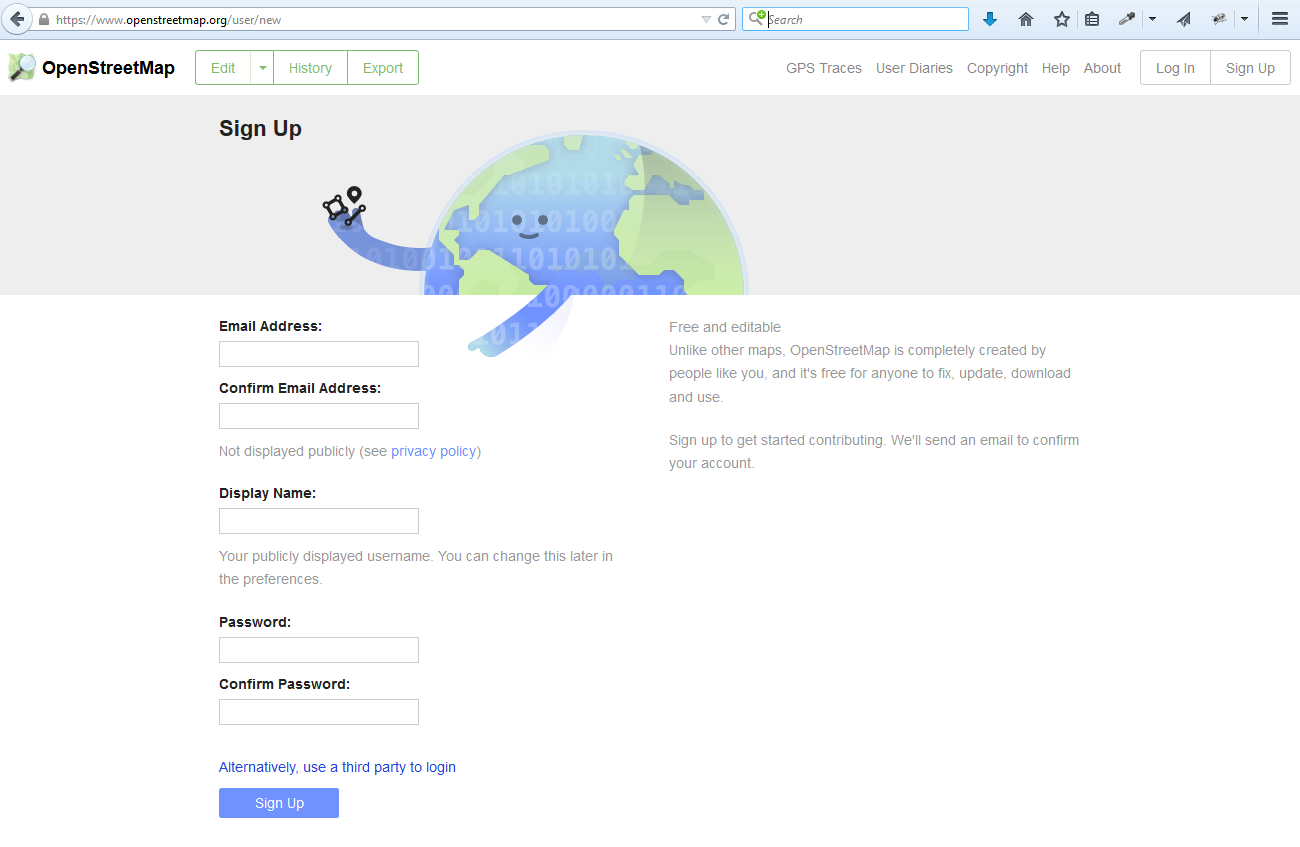 https://www.openstreetmap.org/user/new
Search
OpenStreetMap
Edit
History
Export
GPS Traces
User Diaries
Copyright
Help
About
Log In
Sign Up
Sign Up
Email Address:
Confirm Email Address:
Not displayed publicly (see privacy policy)
Display Name:
Your publicly displayed username. You can change this later in
the preferences.
Password:
Confirm Password:
Alternatively, use a third party to login
Sign Up
Free and editable
Unlike other maps, OpenStreetMap is completely created by
people like you, and it's free for anyone to fix, update, download
and use.
Sign up to get started contributing. We'll send an email to confirm
your account.